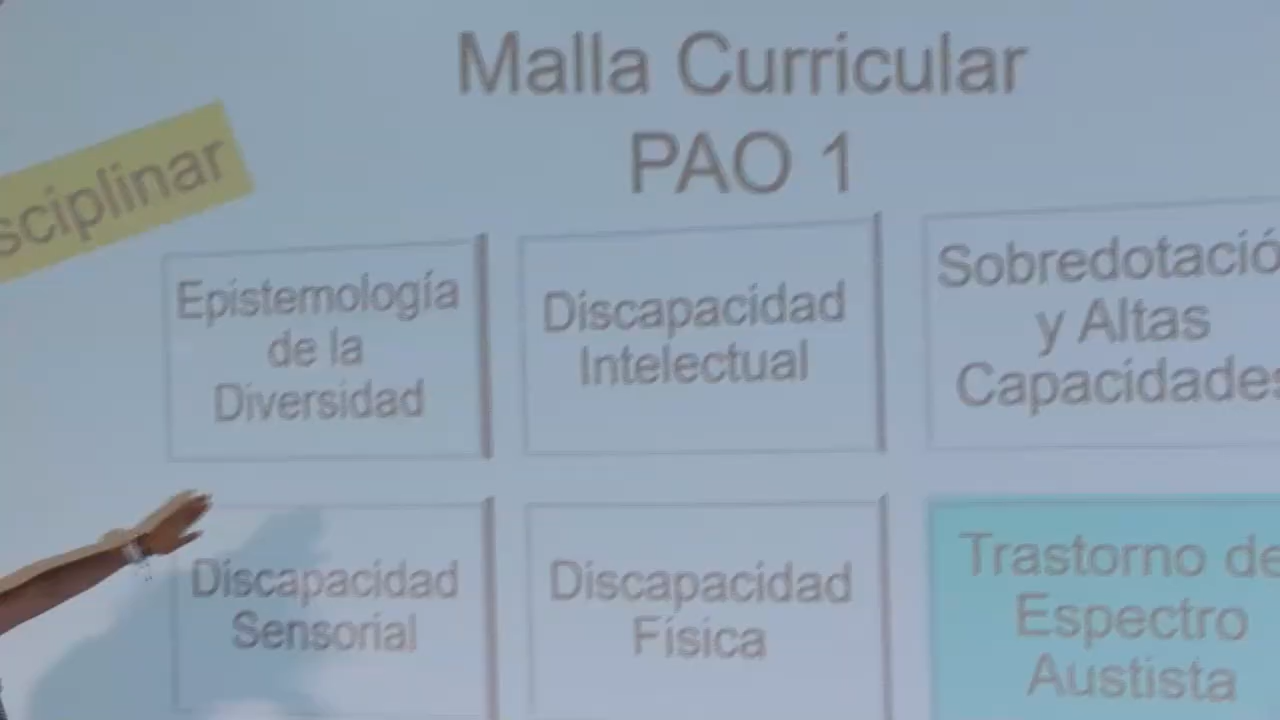 Malla Curricular
PAO 1
sciplinar
Epistemología
de la
Diversidad
Discapacidad
Intelectual
Sobredotació
y Altas
Capacidades
Discapacidad
Sensorial
Discapacidad
Física
Trastorno de
Espectro
Austista